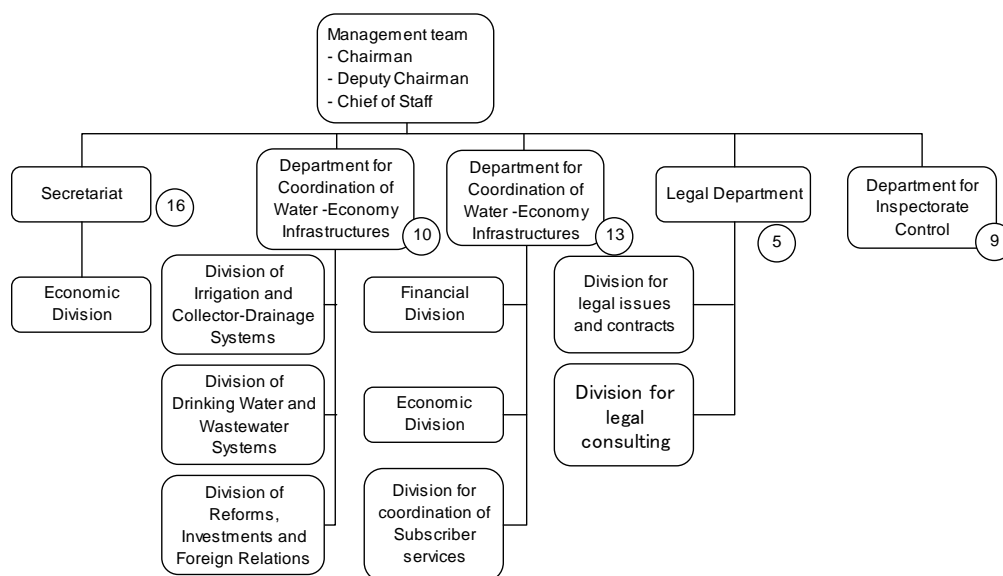 Management team
- Chairman
- Deputy Chairman
- Chief of Staff
Secretariat
16
Department for
Coordination of
Water -Economy
Infrastructures
10
Department for
Coordination of
Water -Economy
Infrastructures
13
Legal Department
5
Department for
Inspectorate
Control
9
Economic
Division
Division of
Irrigation and
Collector-Drainage
Systems
Financial
Division
Division for
legal issues
and contracts
Division of
Drinking Water and
Wastewater
Systems
Economic
Division
Division for
legal
consulting
Division of
Reforms,
Investments and
Foreign Relations
Division for
coordination of
Subscriber
services